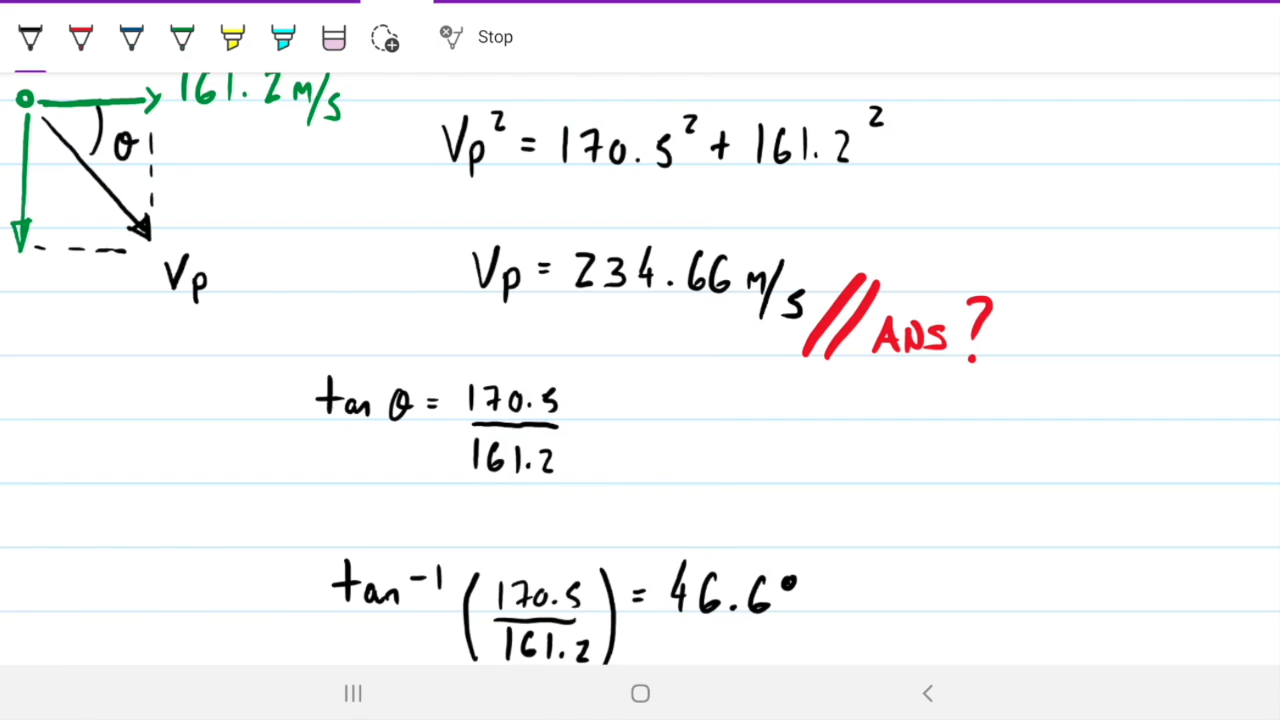 Stop
161.2 m/s
θ
Vp
Vp² = 170.5² + 161.2²
Vp = 234.66 m/s // ANS ?
tan θ = 170.5
161.2
tan⁻¹ (170.5
161.2) = 46.6°